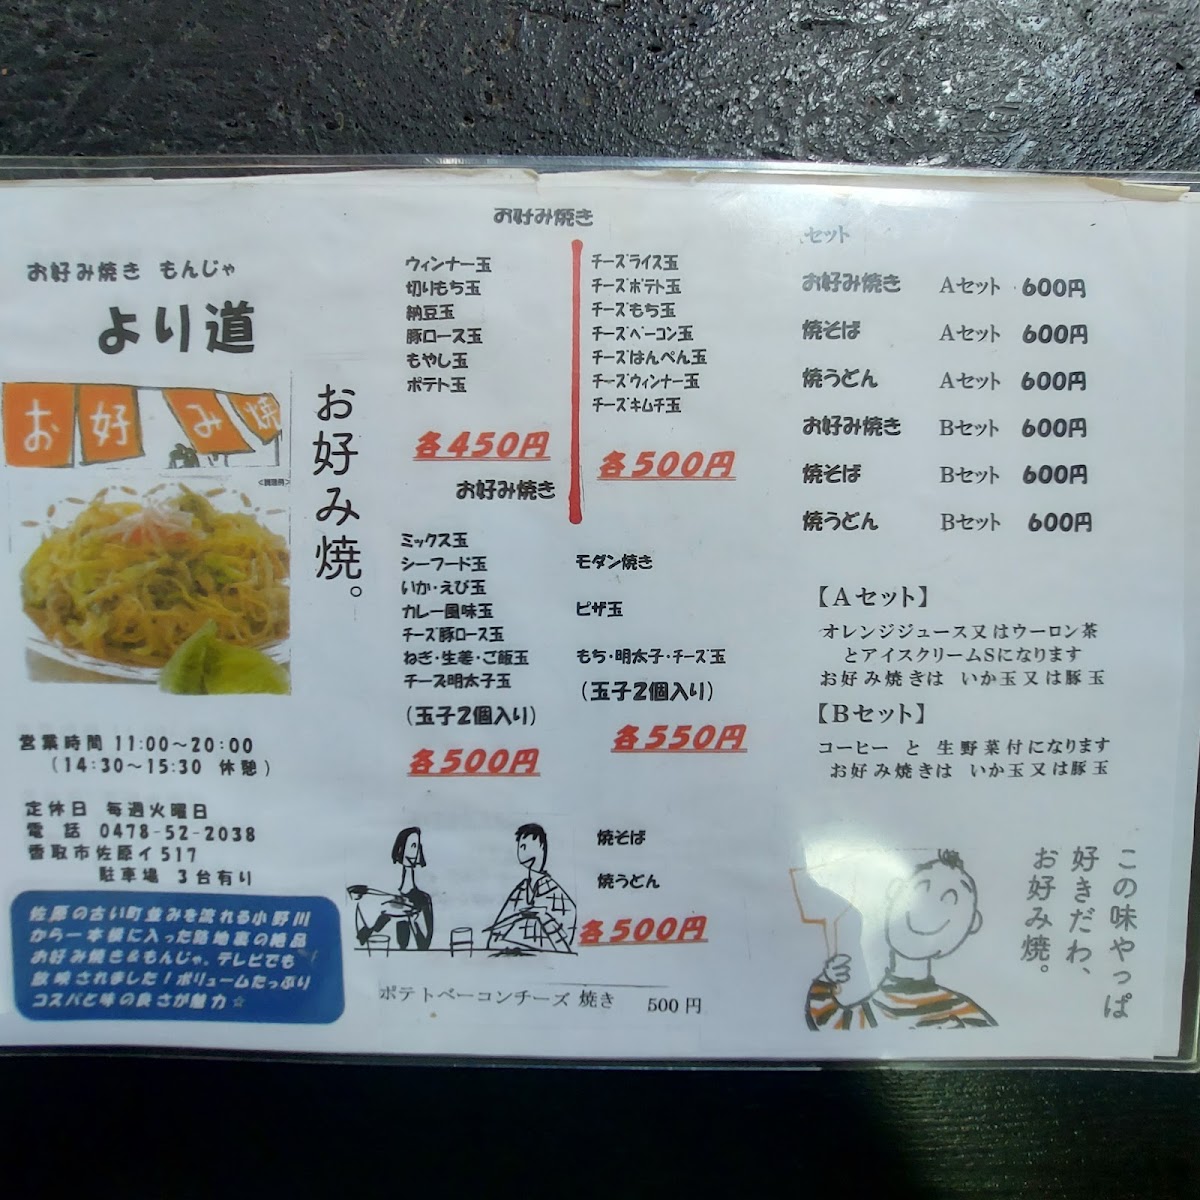 お好み焼き もんじゃ
より道
お好み焼
<調理例>
お好み焼。
営業時間 11:00～20:00
(14:30～15:30 休憩)
定休日 毎週火曜日
電話 0478-52-2038
香取市佐原イ517
駐車場 3台有り
佐原の古い町並みを流れる小野川
から一本横に入った路地裏の絶品
お好み焼き&もんじゃ。テレビでも
放映されました！ボリュームたっぷり
コスパと味の良さが魅力☆
お好み焼き
ウィンナー玉
切りもち玉
納豆玉
豚ロース玉
もやし玉
ポテト玉
各450円
チーズライス玉
チーズポテト玉
チーズもち玉
チーズベーコン玉
チーズはんぺん玉
チーズウィンナー玉
チーズキムチ玉
各500円
お好み焼き
ミックス玉
シーフード玉
いか・えび玉
カレー風味玉
チーズ豚ロース玉
ねぎ・生姜・ご飯玉
チーズ明太子玉
(玉子2個入り)
各500円
モダン焼き
ピザ玉
もち・明太子・チーズ玉
(玉子2個入り)
各550円
焼そば
焼うどん
各500円
ポテトベーコンチーズ 焼き 500円
セット
お好み焼き Aセット 600円
焼そば Aセット 600円
焼うどん Aセット 600円
お好み焼き Bセット 600円
焼そば Bセット 600円
焼うどん Bセット 600円
【Aセット】
オレンジジュース又はウーロン茶
とアイスクリームSになります
お好み焼きは いか玉又は豚玉
【Bセット】
コーヒー と 生野菜付になります
お好み焼きは いか玉又は豚玉
この味やっぱ
好きだわ、
お好み焼。